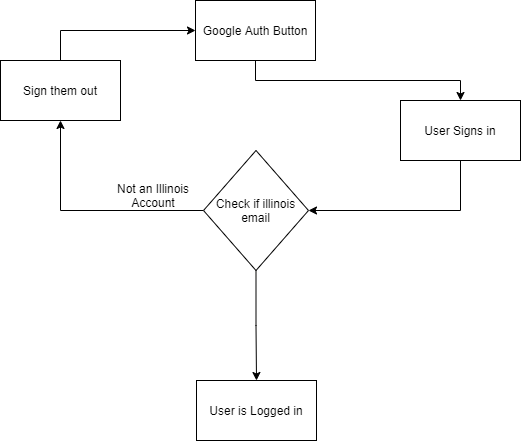 Google Auth Button
Sign them out
User Signs in
Not an Illinois
Account
Check if illinois
email
User is Logged in